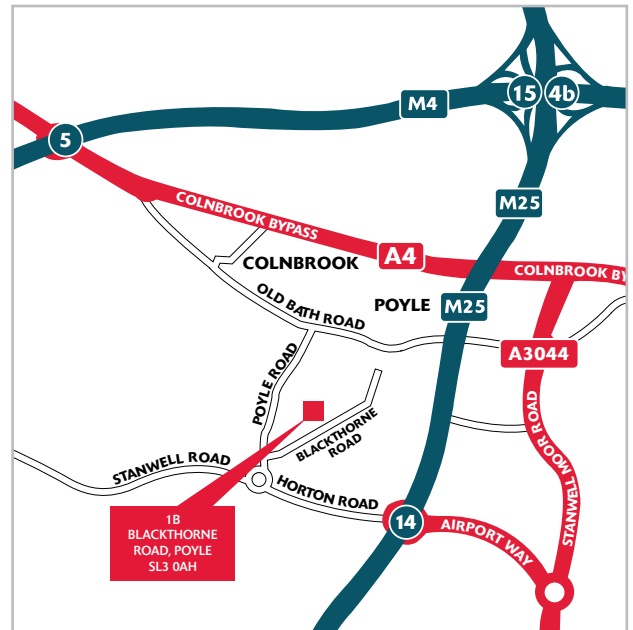 15
4b
M4
5
M25
COLNBROOK BYPASS
A4
COLNBROOK
COLNBROOK BY
OLD BATH ROAD
POYLE
M25
A3044
POYLE ROAD
BLACKTHORNE
ROAD
STANWELL MOOR ROAD
STANWELL ROAD
HORTON ROAD
14
AIRPORT WAY
1B
BLACKTHORNE
ROAD, POYLE
SL3 0AH